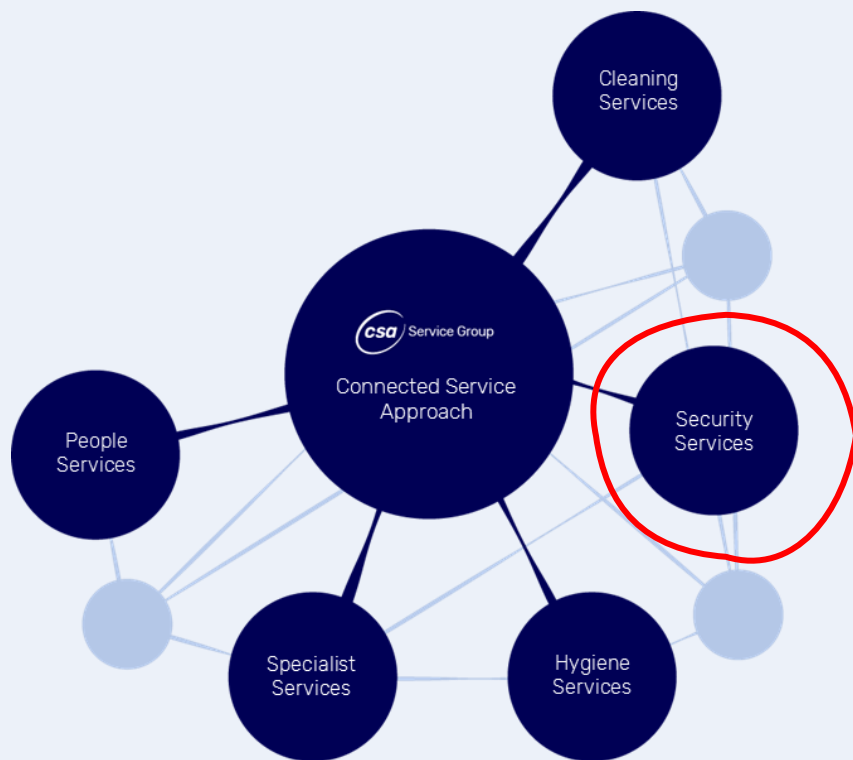 Cleaning
Services
csa Service Group
Connected Service
Approach
Security
Services
People
Services
Specialist
Services
Hygiene
Services